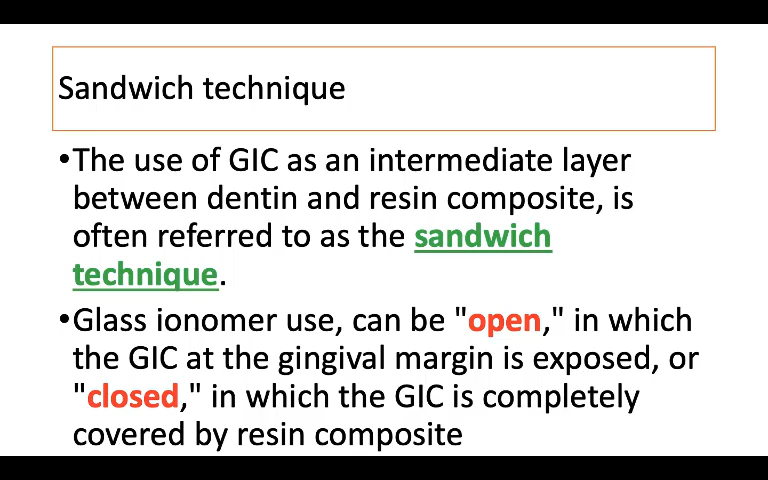 Sandwich technique
•The use of GIC as an intermediate layer
between dentin and resin composite, is
often referred to as the sandwich
technique.
•Glass ionomer use, can be "open," in which
the GIC at the gingival margin is exposed, or
"closed," in which the GIC is completely
covered by resin composite